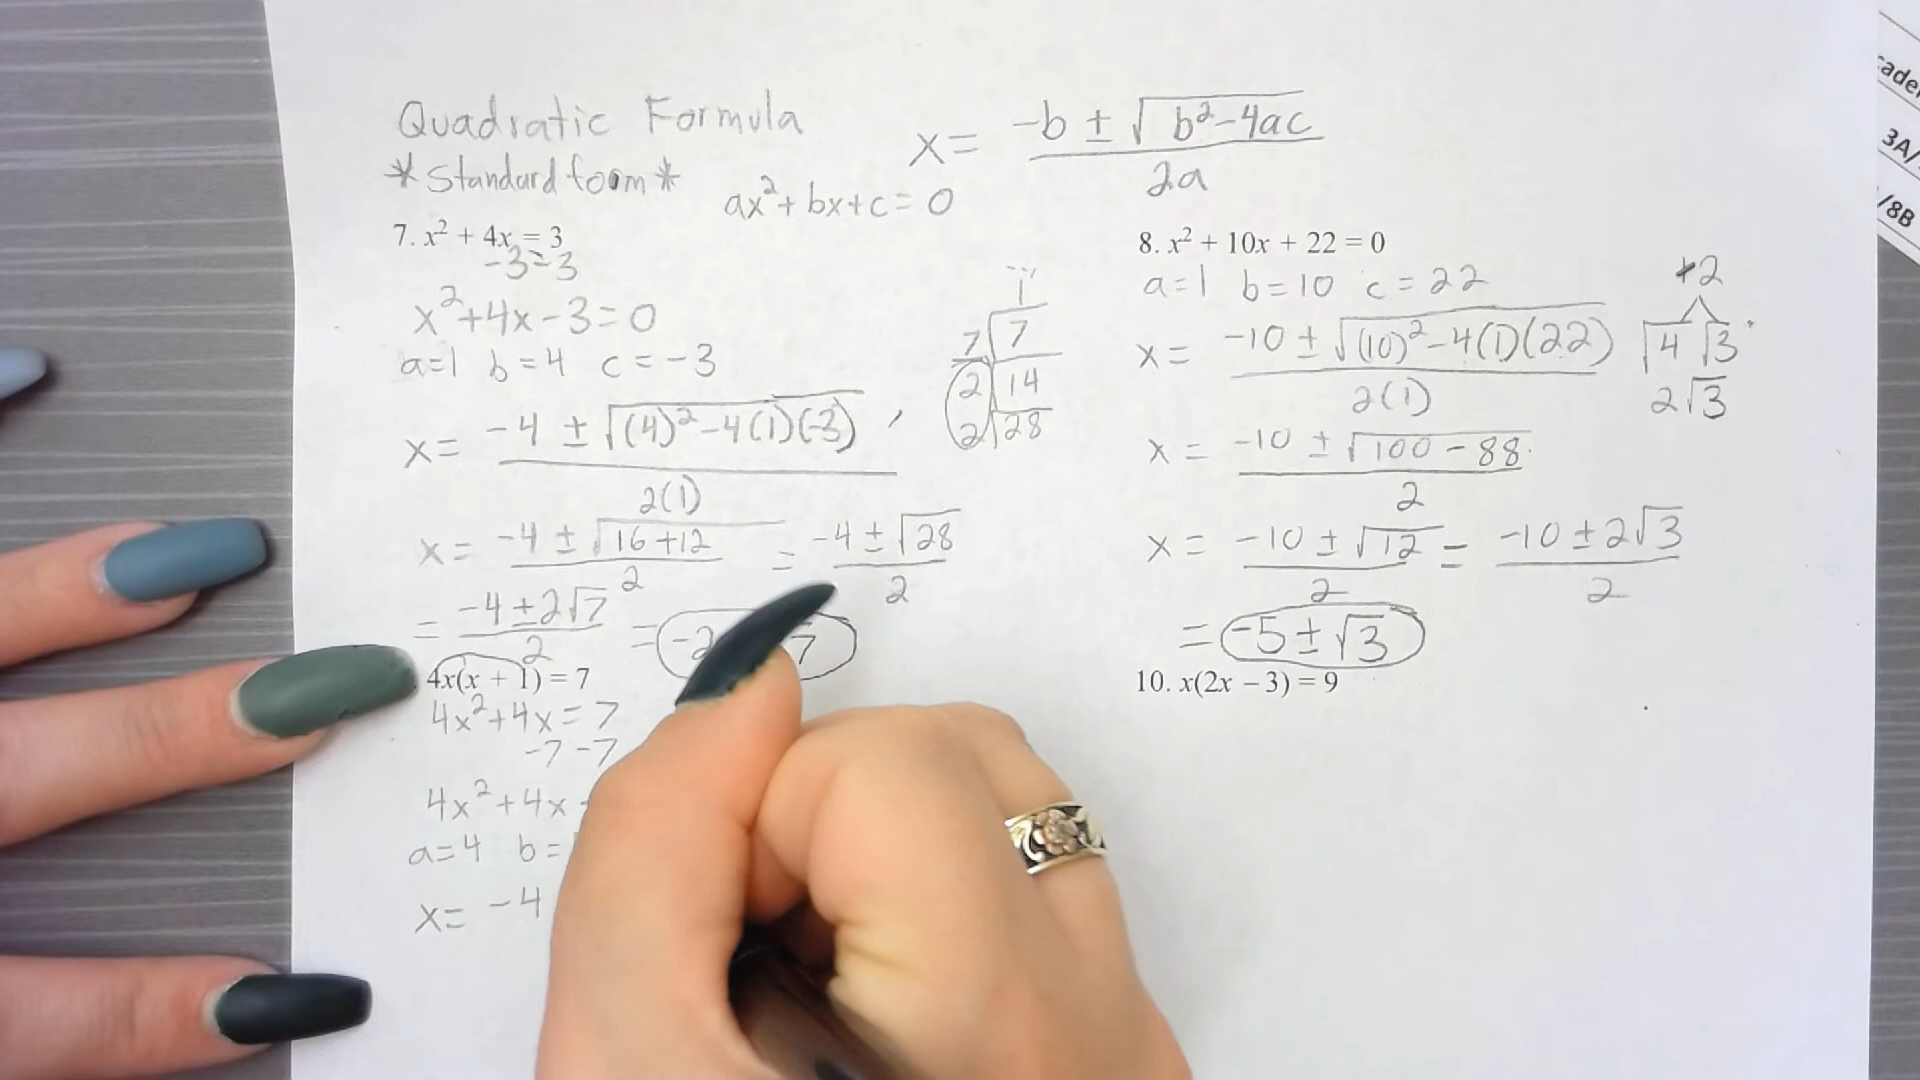 Quadratic Formula
*Standard form*
ax² + bx + c = 0
x = (-b ± √(b² - 4ac)) / 2a
7. x² + 4x = 3
-3 = 3
x² + 4x - 3 = 0
a=1 b=4 c=-3
x = (-4 ± √((4)² - 4(1)(-3))) / 2(1)
x = (-4 ± √(16+12)) / 2 = (-4 ± √28) / 2
= (-4 ± 2√7) / 2 = -2 7
1
7 7
2 14
2 28
8. x² + 10x + 22 = 0
a=1 b=10 c=22
x = (-10 ± √((10)² - 4(1)(22))) / 2(1)
x = (-10 ± √(100 - 88)) / 2
x = (-10 ± √12) / 2 = (-10 ± 2√3) / 2
= -5 ± √3
√4 √3
2√3
4x(x + 1) = 7
4x² + 4x = 7
-7 -7
4x² + 4x
a=4 b=
x = -4
10. x(2x − 3) = 9
3A/
/8B